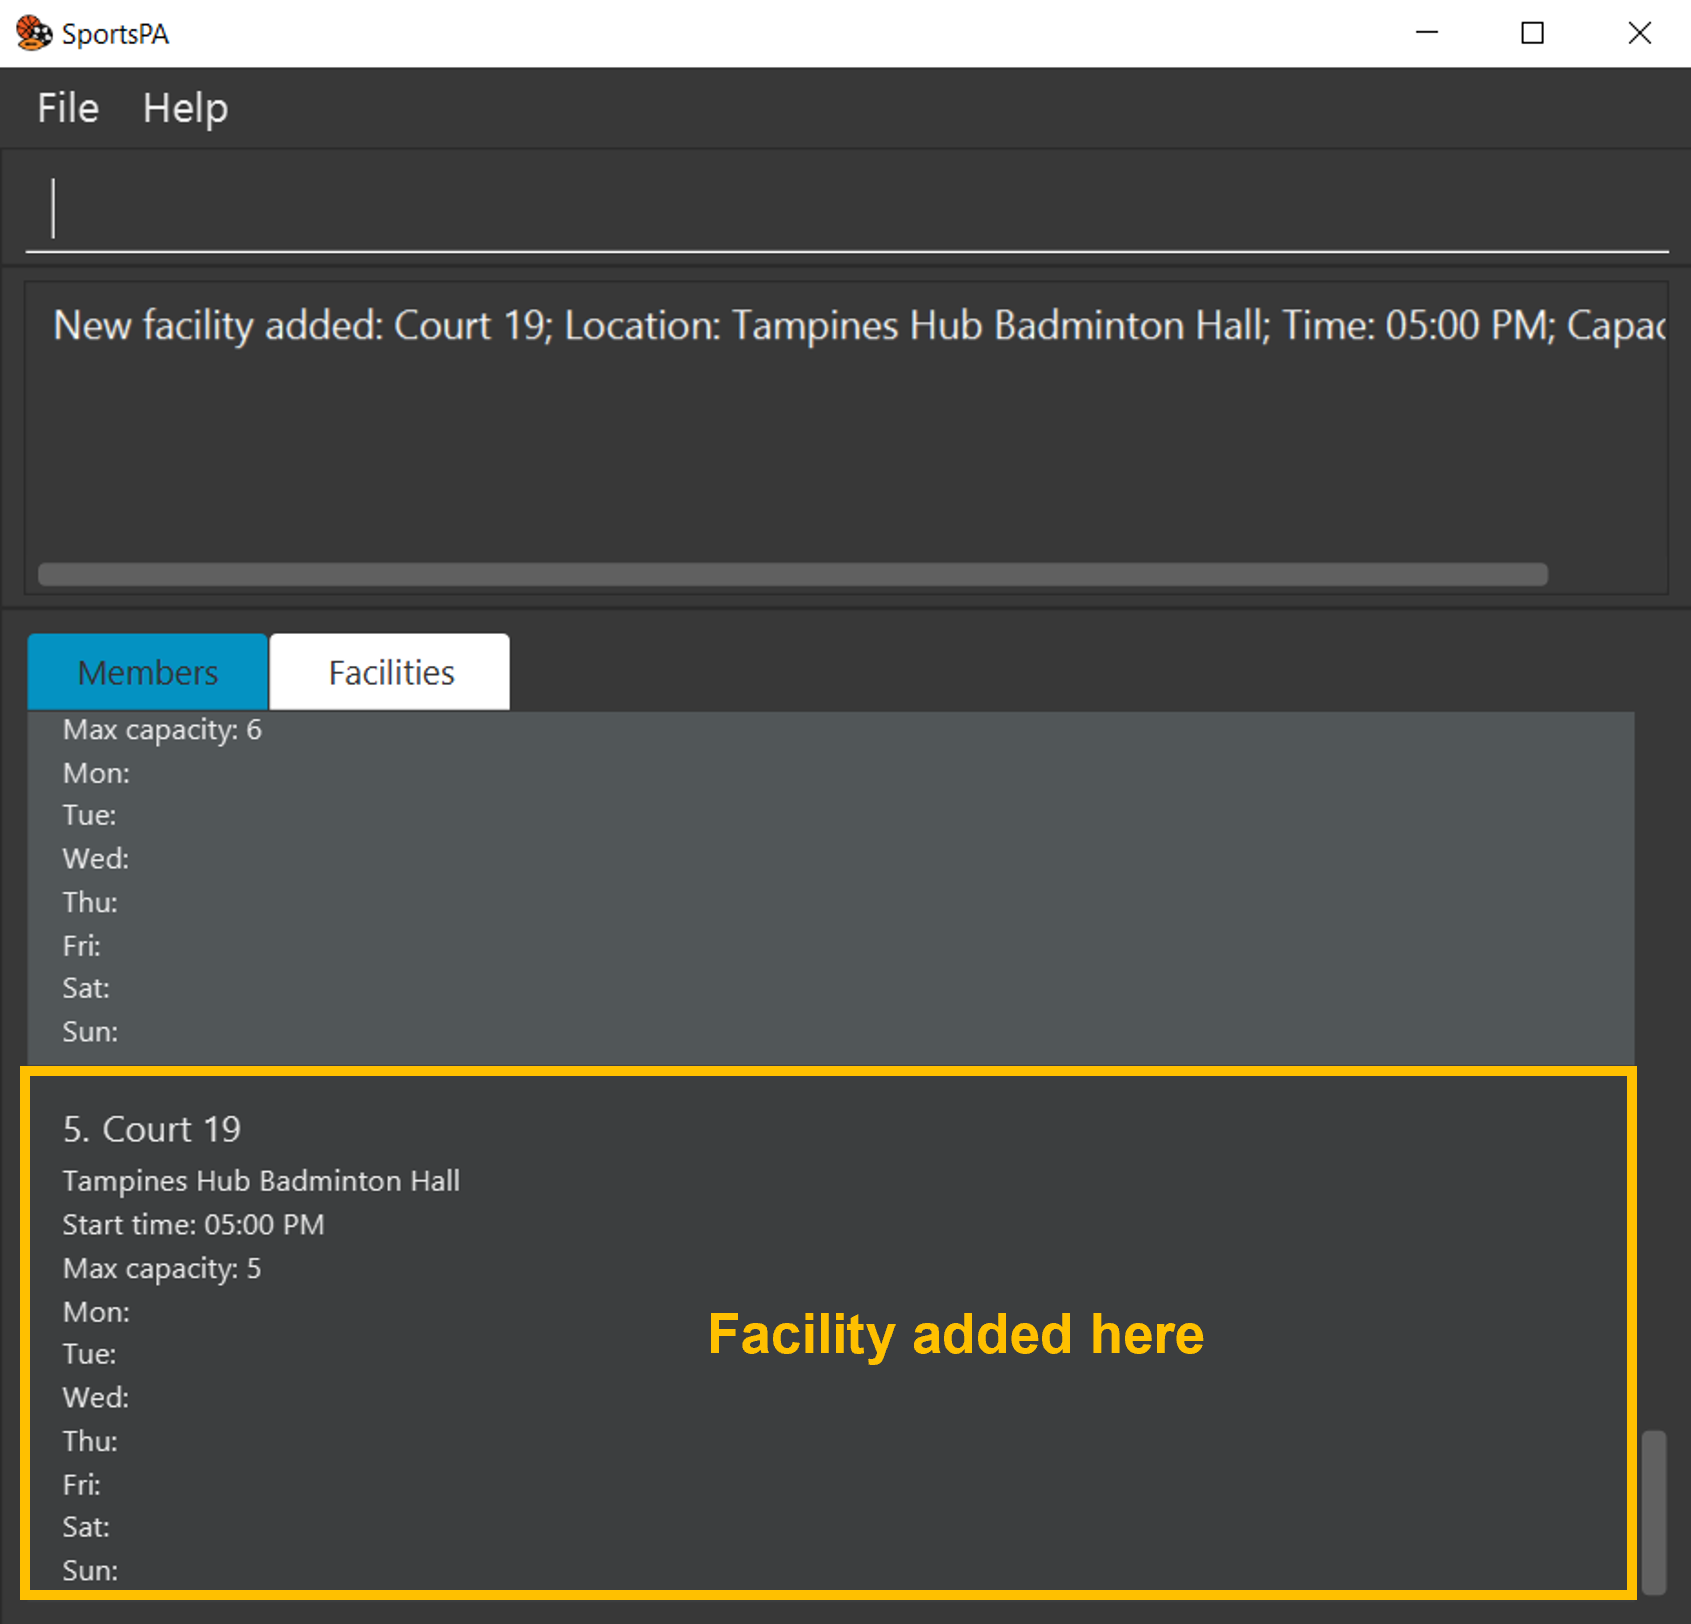 SportsPA
File Help
New facility added: Court 19; Location: Tampines Hub Badminton Hall; Time: 05:00 PM; Capac
Members Facilities
Max capacity: 6
Mon:
Tue:
Wed:
Thu:
Fri:
Sat:
Sun:
5. Court 19
Tampines Hub Badminton Hall
Start time: 05:00 PM
Max capacity: 5
Mon:
Facility added here
Tue:
Wed:
Thu:
Fri:
Sat:
Sun: